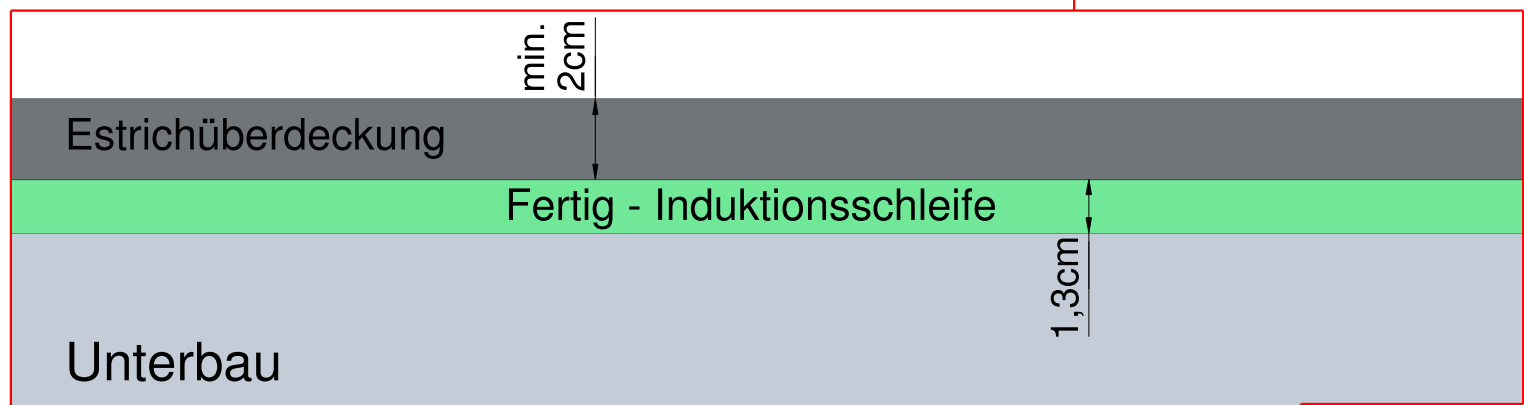 min.
2cm
Estrichüberdeckung
Fertig - Induktionsschleife
1,3cm
Unterbau